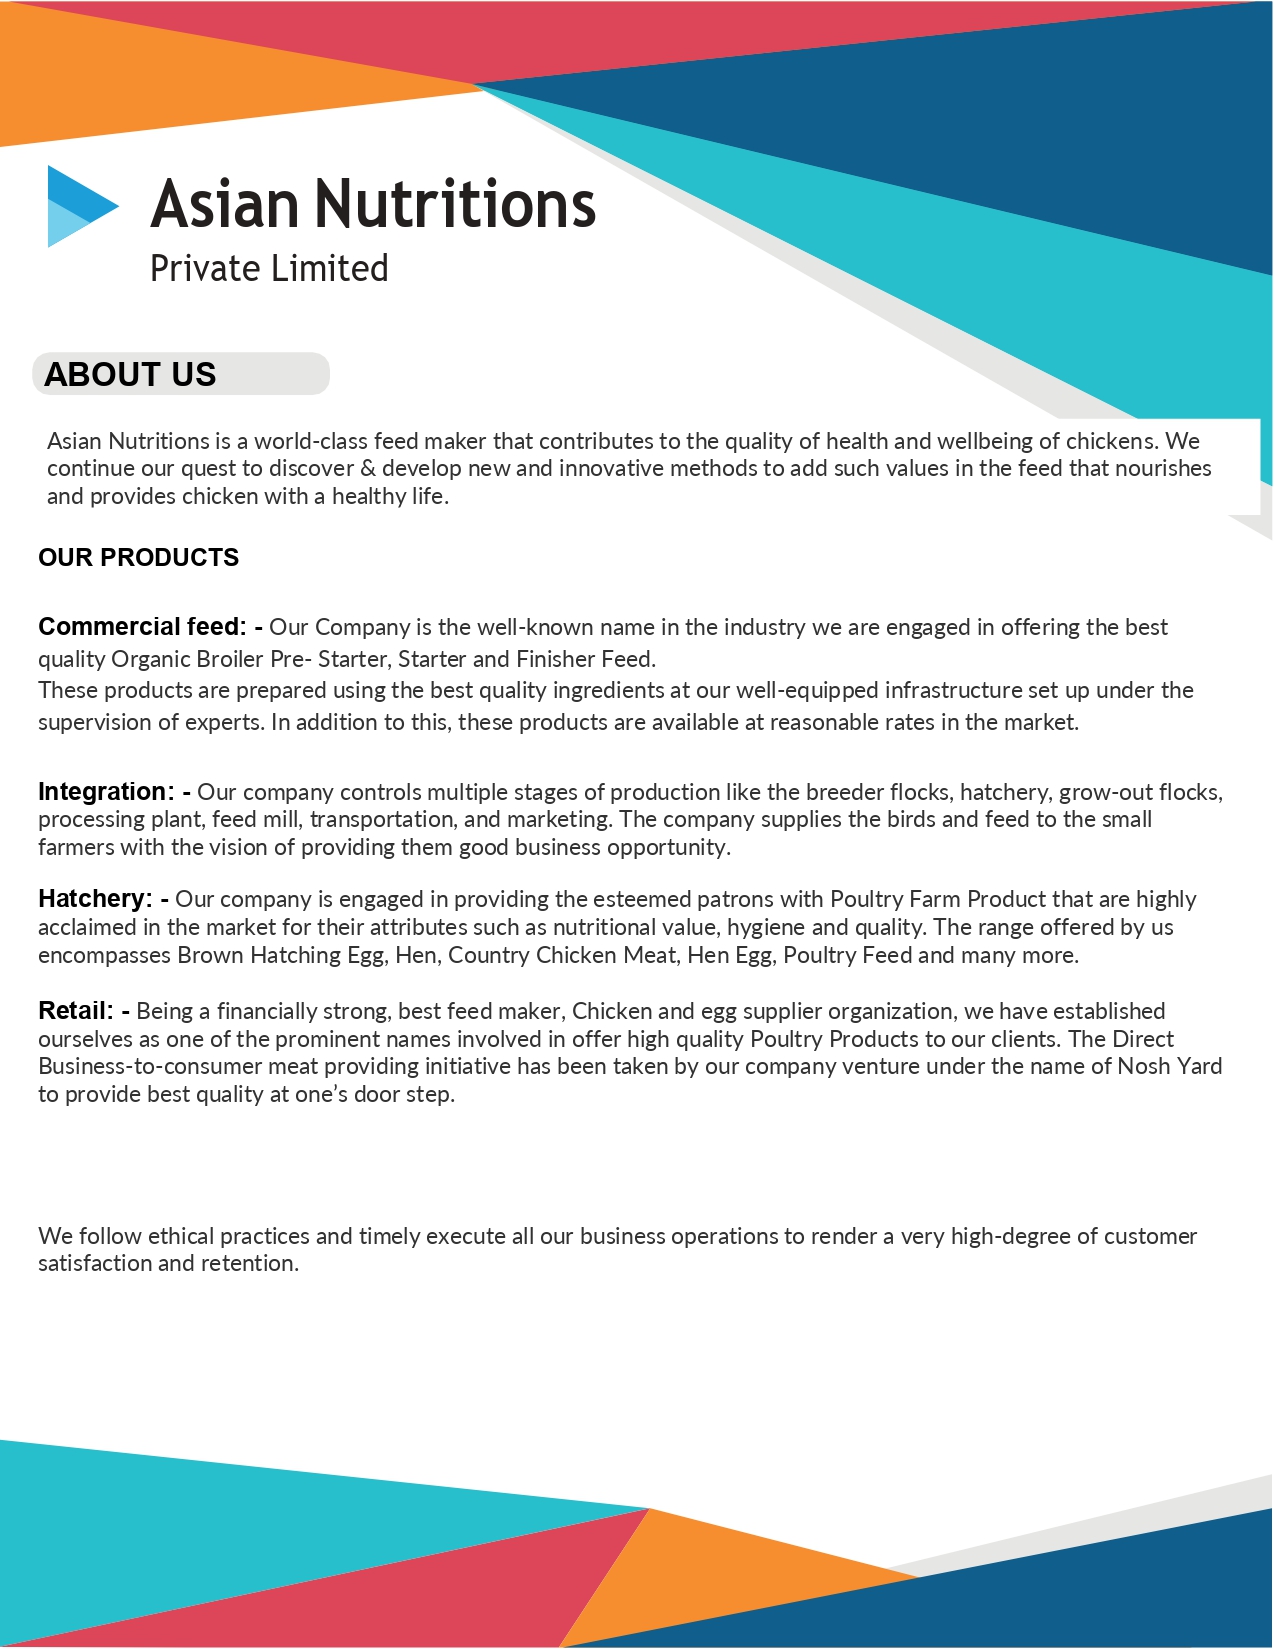 Asian Nutritions
Private Limited
ABOUT US
Asian Nutritions is a world-class feed maker that contributes to the quality of health and wellbeing of chickens. We
continue our quest to discover & develop new and innovative methods to add such values in the feed that nourishes
and provides chicken with a healthy life.
OUR PRODUCTS
Commercial feed: - Our Company is the well-known name in the industry we are engaged in offering the best
quality Organic Broiler Pre- Starter, Starter and Finisher Feed.
These products are prepared using the best quality ingredients at our well-equipped infrastructure set up under the
supervision of experts. In addition to this, these products are available at reasonable rates in the market.
Integration: - Our company controls multiple stages of production like the breeder flocks, hatchery, grow-out flocks,
processing plant, feed mill, transportation, and marketing. The company supplies the birds and feed to the small
farmers with the vision of providing them good business opportunity.
Hatchery: - Our company is engaged in providing the esteemed patrons with Poultry Farm Product that are highly
acclaimed in the market for their attributes such as nutritional value, hygiene and quality. The range offered by us
encompasses Brown Hatching Egg, Hen, Country Chicken Meat, Hen Egg, Poultry Feed and many more.
Retail: - Being a financially strong, best feed maker, Chicken and egg supplier organization, we have established
ourselves as one of the prominent names involved in offer high quality Poultry Products to our clients. The Direct
Business-to-consumer meat providing initiative has been taken by our company venture under the name of Nosh Yard
to provide best quality at one’s door step.
We follow ethical practices and timely execute all our business operations to render a very high-degree of customer
satisfaction and retention.